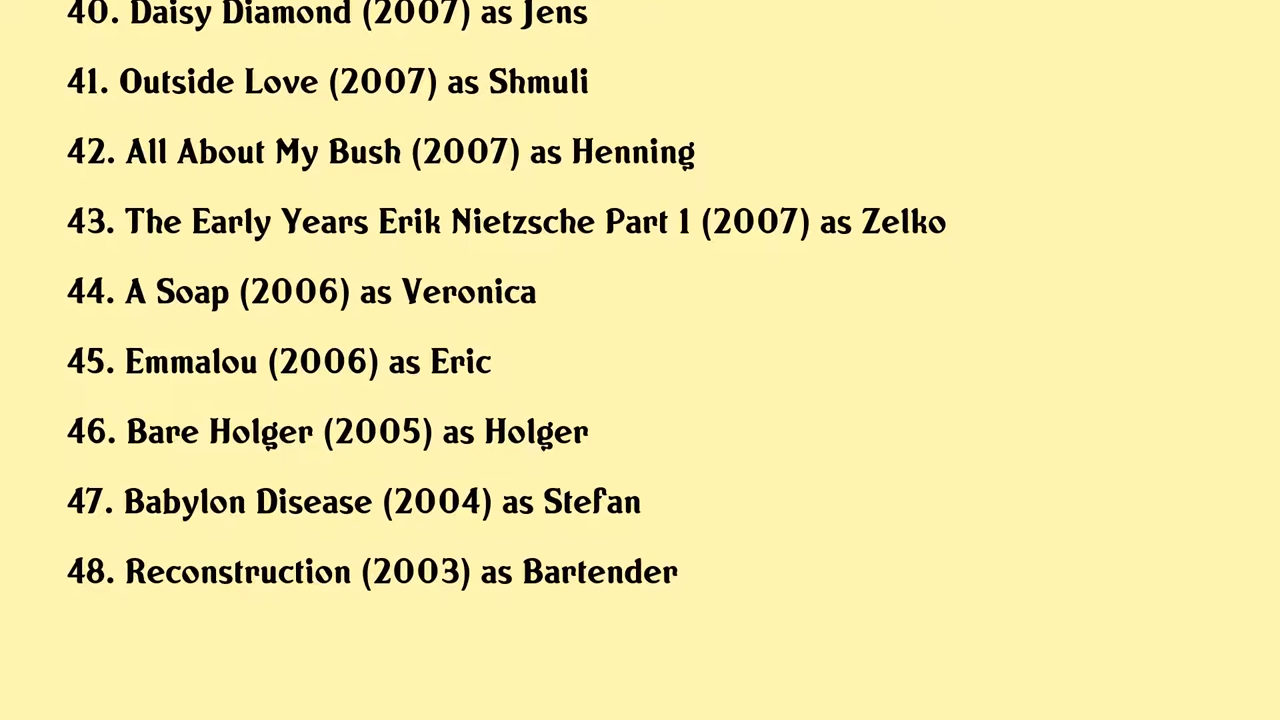 40. Daisy Diamond (2007) as Jens
41. Outside Love (2007) as Shmuli
42. All About My Bush (2007) as Henning
43. The Early Years Erik Nietzsche Part 1 (2007) as Zelko
44. A Soap (2006) as Veronica
45. Emmalou (2006) as Eric
46. Bare Holger (2005) as Holger
47. Babylon Disease (2004) as Stefan
48. Reconstruction (2003) as Bartender